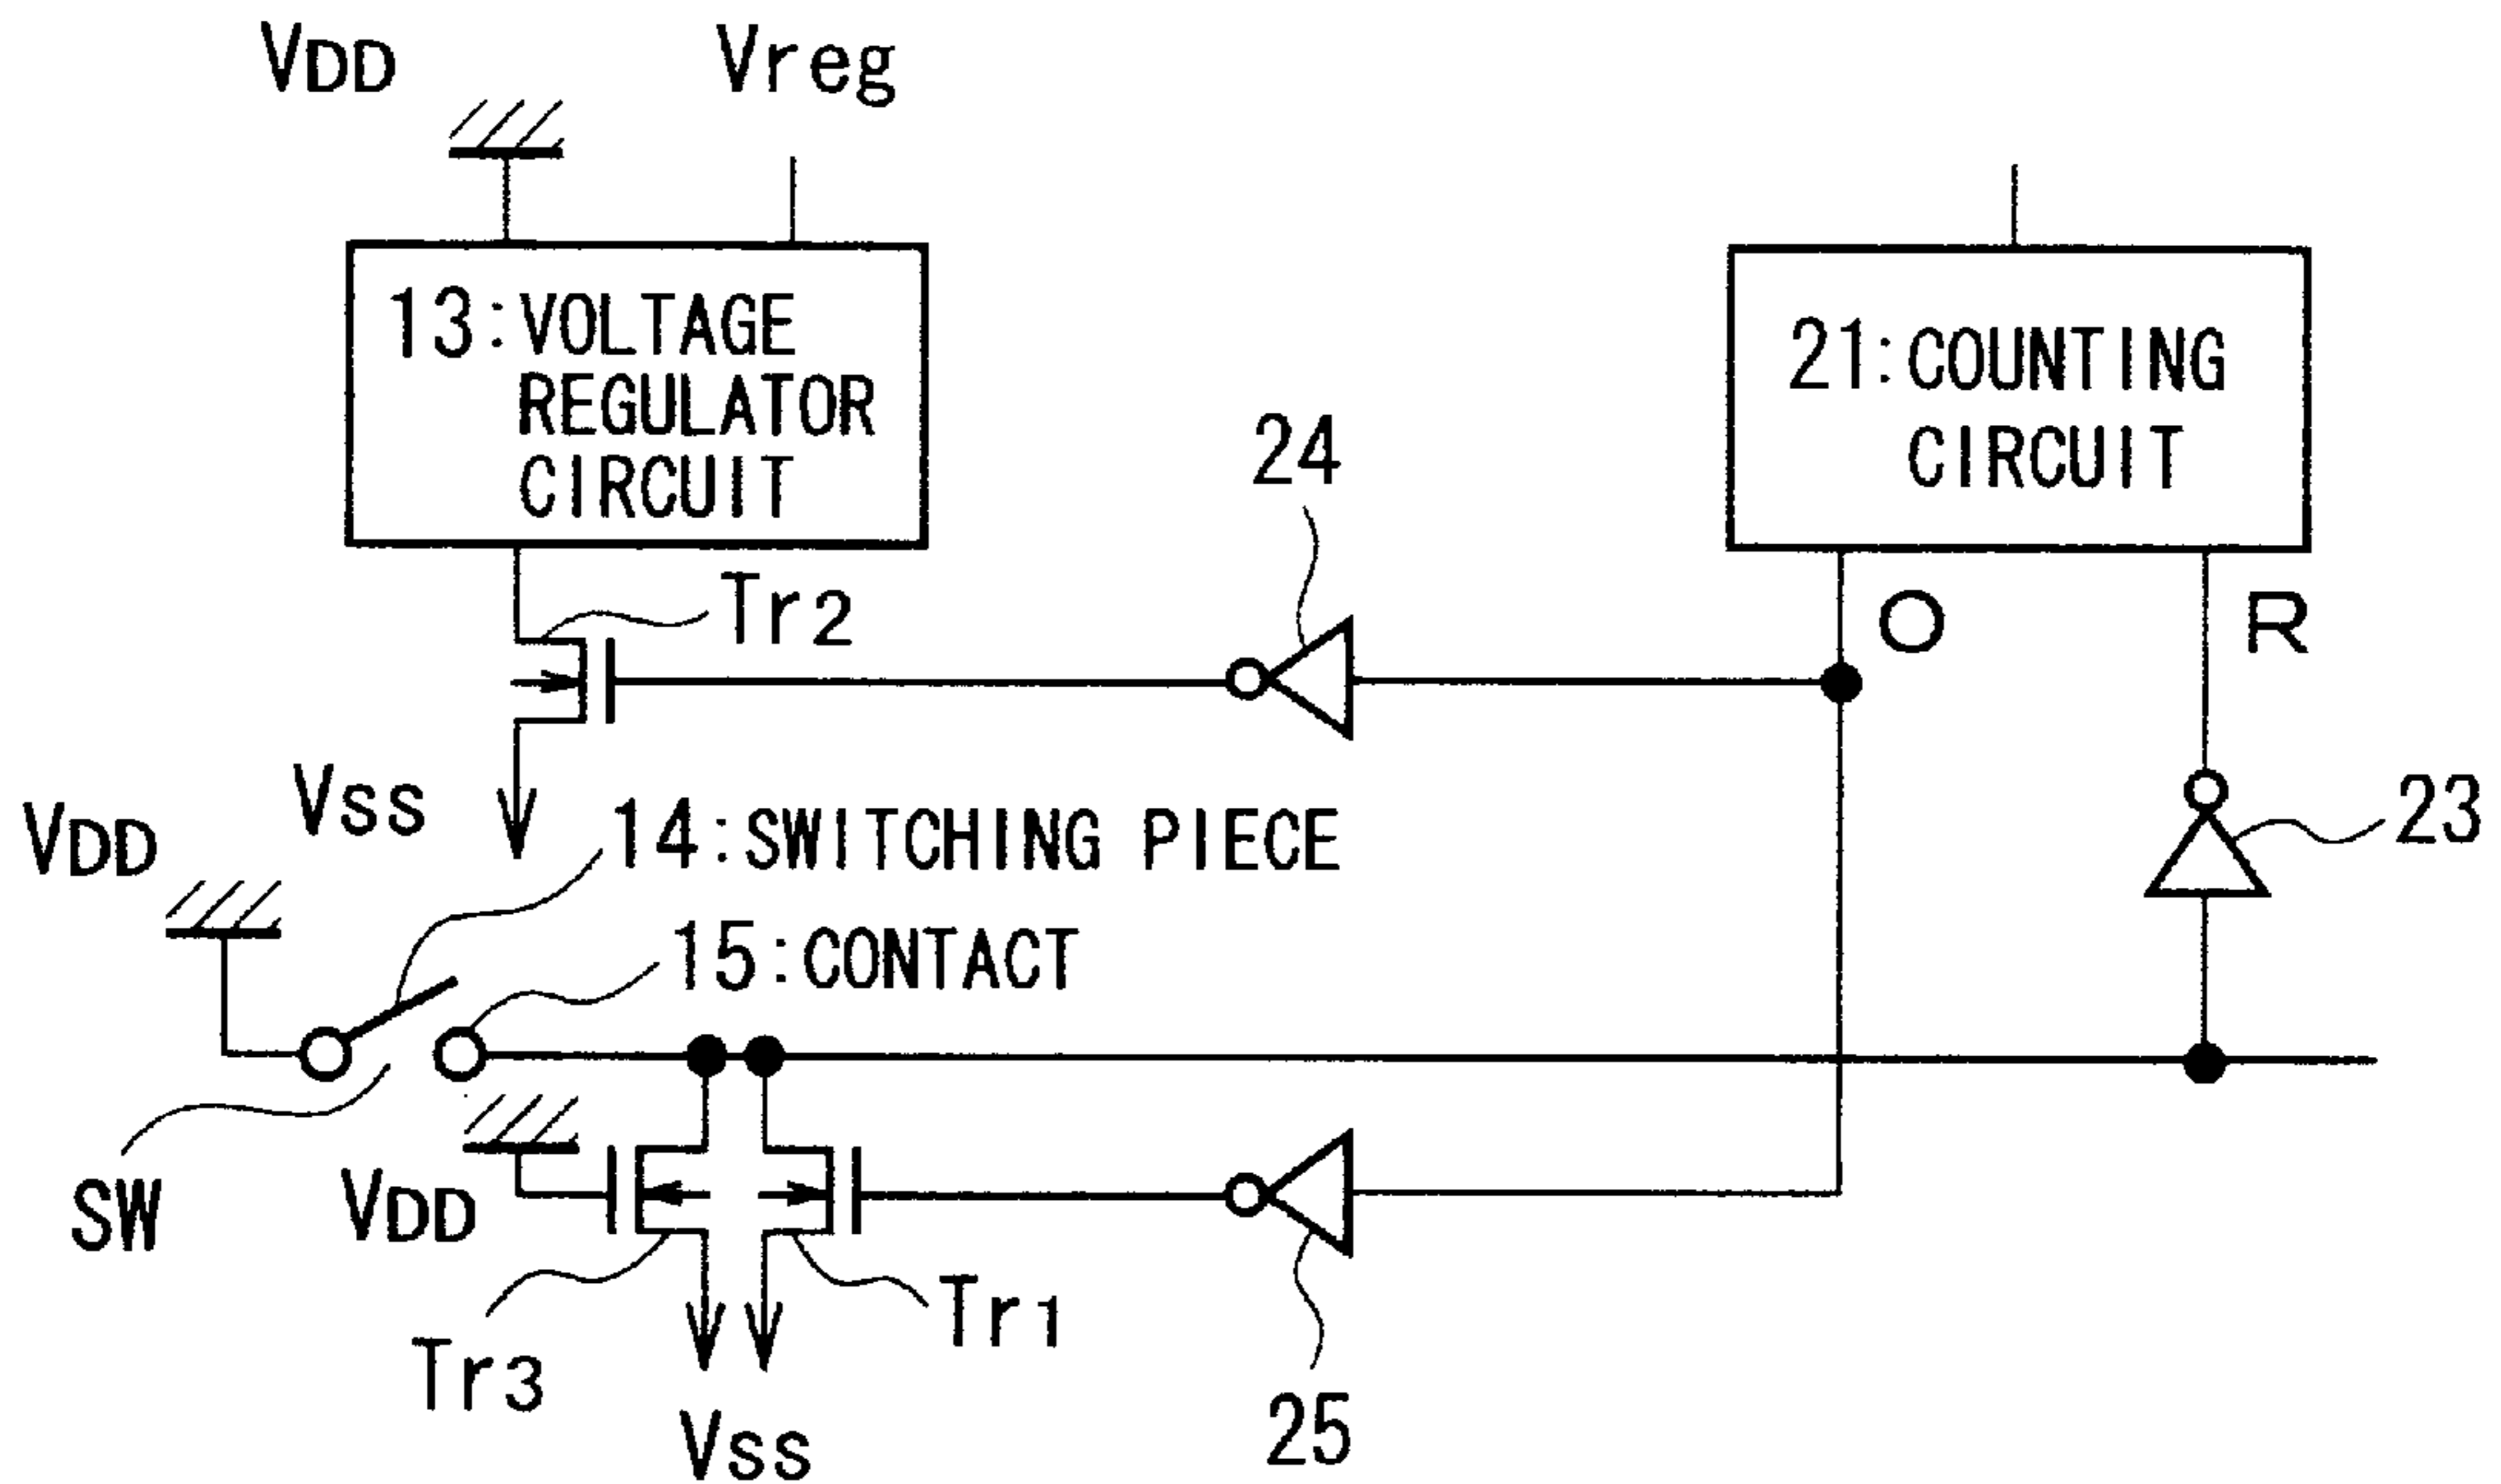 VDD
Vreg
13:VOLTAGE
REGULATOR
CIRCUIT
21:COUNTING
CIRCUIT
24
Tr2
O
R
VSS
VDD
14:SWITCHING PIECE
23
15:CONTACT
SW
VDD
Tr3
Tr1
VSS
25